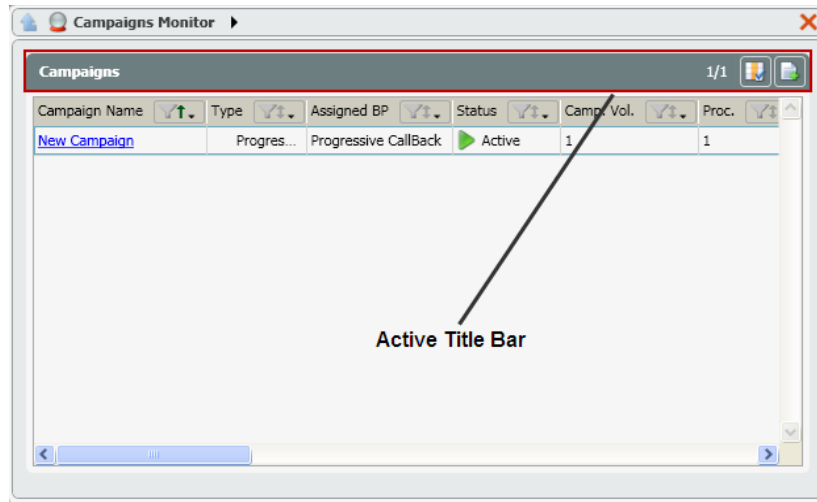 Campaigns Monitor
Campaigns 1/1
Campaign Name Type Assigned BP Status Camp. Vol. Proc.
New Campaign Progres... Progressive CallBack Active 1 1
Active Title Bar